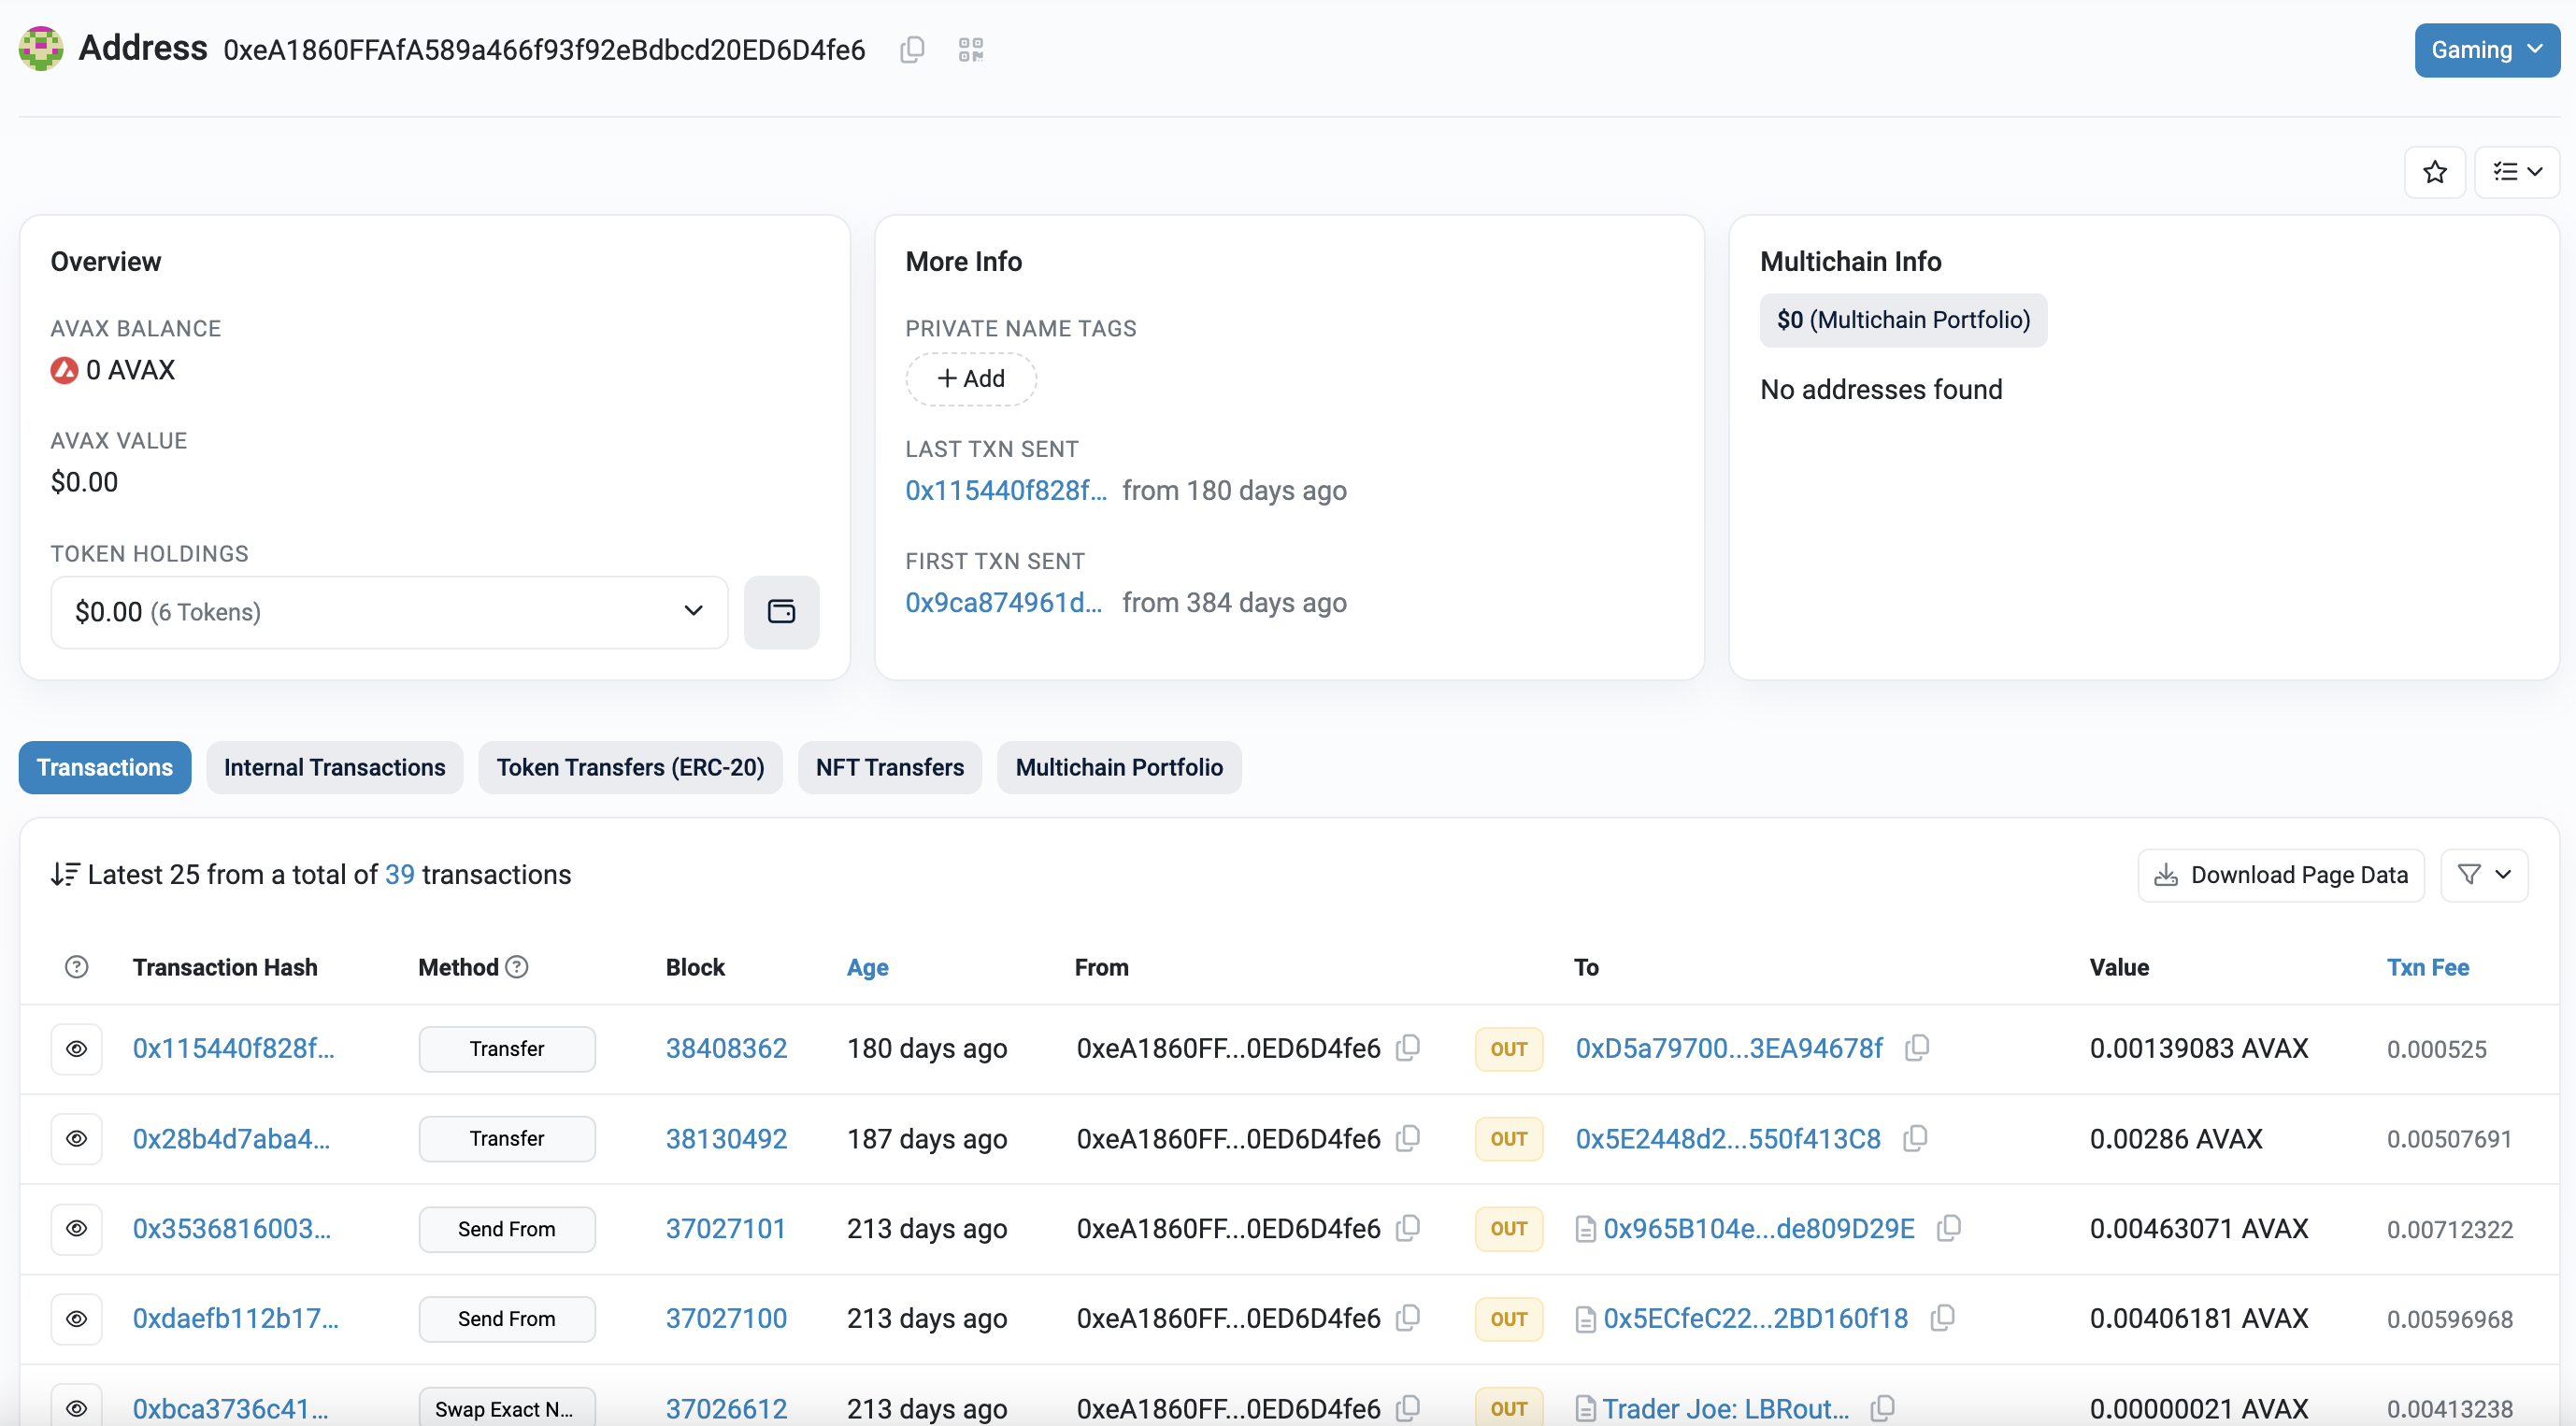 Address 0xeA1860FFAfA589a466f93f92eBdbcd20ED6D4fe6
Gaming
Overview
AVAX BALANCE
0 AVAX
AVAX VALUE
$0.00
TOKEN HOLDINGS
$0.00 (6 Tokens)
More Info
PRIVATE NAME TAGS
+ Add
LAST TXN SENT
0x115440f828f... from 180 days ago
FIRST TXN SENT
0x9ca874961d... from 384 days ago
Multichain Info
$0 (Multichain Portfolio)
No addresses found
Transactions Internal Transactions Token Transfers (ERC-20) NFT Transfers Multichain Portfolio
Latest 25 from a total of 39 transactions
Download Page Data
Transaction Hash Method Block Age From To Value Txn Fee
0x115440f828f... Transfer 38408362 180 days ago 0xeA1860FF...0ED6D4fe6 OUT 0xD5a79700...3EA94678f 0.00139083 AVAX 0.000525
0x28b4d7aba4... Transfer 38130492 187 days ago 0xeA1860FF...0ED6D4fe6 OUT 0x5E2448d2...550f413C8 0.00286 AVAX 0.00507691
0x3536816003... Send From 37027101 213 days ago 0xeA1860FF...0ED6D4fe6 OUT 0x965B104e...de809D29E 0.00463071 AVAX 0.00712322
0xdaefb112b17... Send From 37027100 213 days ago 0xeA1860FF...0ED6D4fe6 OUT 0x5ECfeC22...2BD160f18 0.00406181 AVAX 0.00596968
0xbca3736c41... Swap Exact N... 37026612 213 days ago 0xeA1860FF...0ED6D4fe6 OUT Trader Joe: LBRout... 0.00000021 AVAX 0.00413238